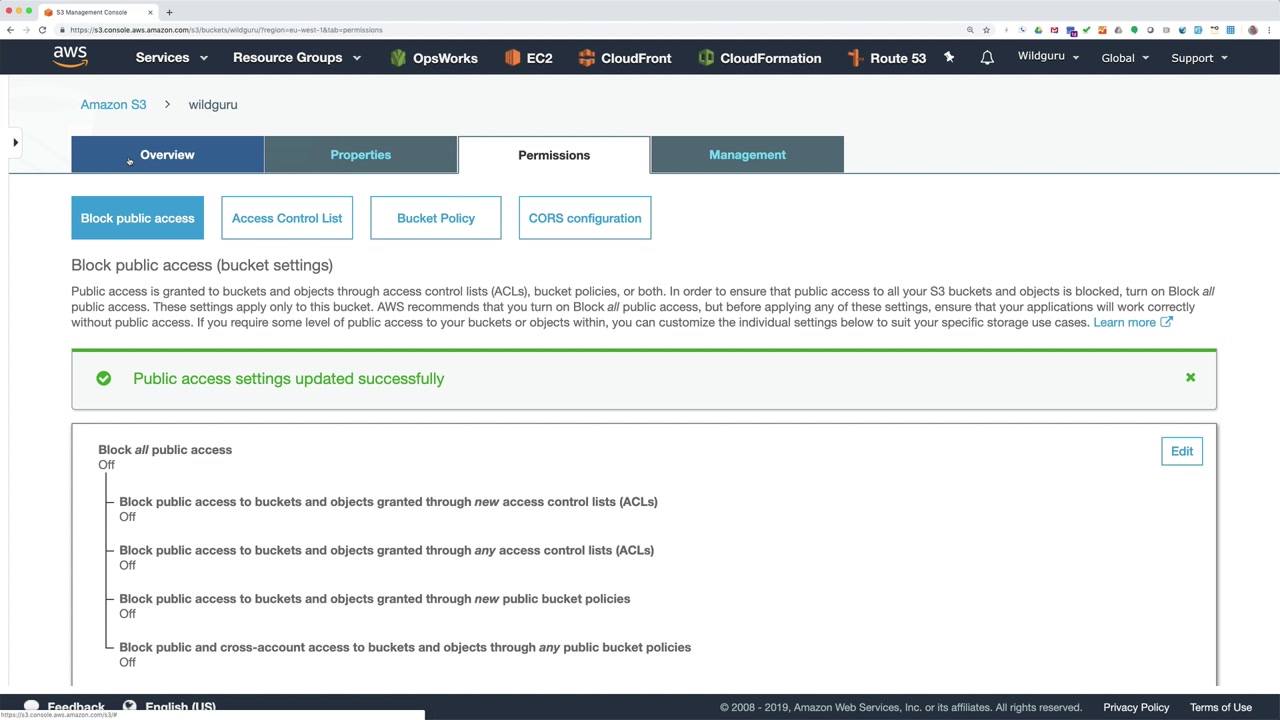 S3 Management Console
https://s3.console.aws.amazon.com/s3/buckets/wildguru/?region=eu-west-1&tab=permissions
aws Services Resource Groups OpsWorks EC2 CloudFront CloudFormation Route 53 Wildguru Global Support
Amazon S3 > wildguru
Overview Properties Permissions Management
Block public access Access Control List Bucket Policy CORS configuration
Block public access (bucket settings)
Public access is granted to buckets and objects through access control lists (ACLs), bucket policies, or both. In order to ensure that public access to all your S3 buckets and objects is blocked, turn on Block all
public access. These settings apply only to this bucket. AWS recommends that you turn on Block all public access, but before applying any of these settings, ensure that your applications will work correctly
without public access. If you require some level of public access to your buckets or objects within, you can customize the individual settings below to suit your specific storage use cases. Learn more
Public access settings updated successfully
Block all public access
Edit
Off
Block public access to buckets and objects granted through new access control lists (ACLs)
Off
Block public access to buckets and objects granted through any access control lists (ACLs)
Off
Block public access to buckets and objects granted through new public bucket policies
Off
Block public and cross-account access to buckets and objects through any public bucket policies
Off
Feedback English (US) © 2008 - 2019, Amazon Web Services, Inc. or its affiliates. All rights reserved. Privacy Policy Terms of Use
https://s3.console.aws.amazon.com/s3/#